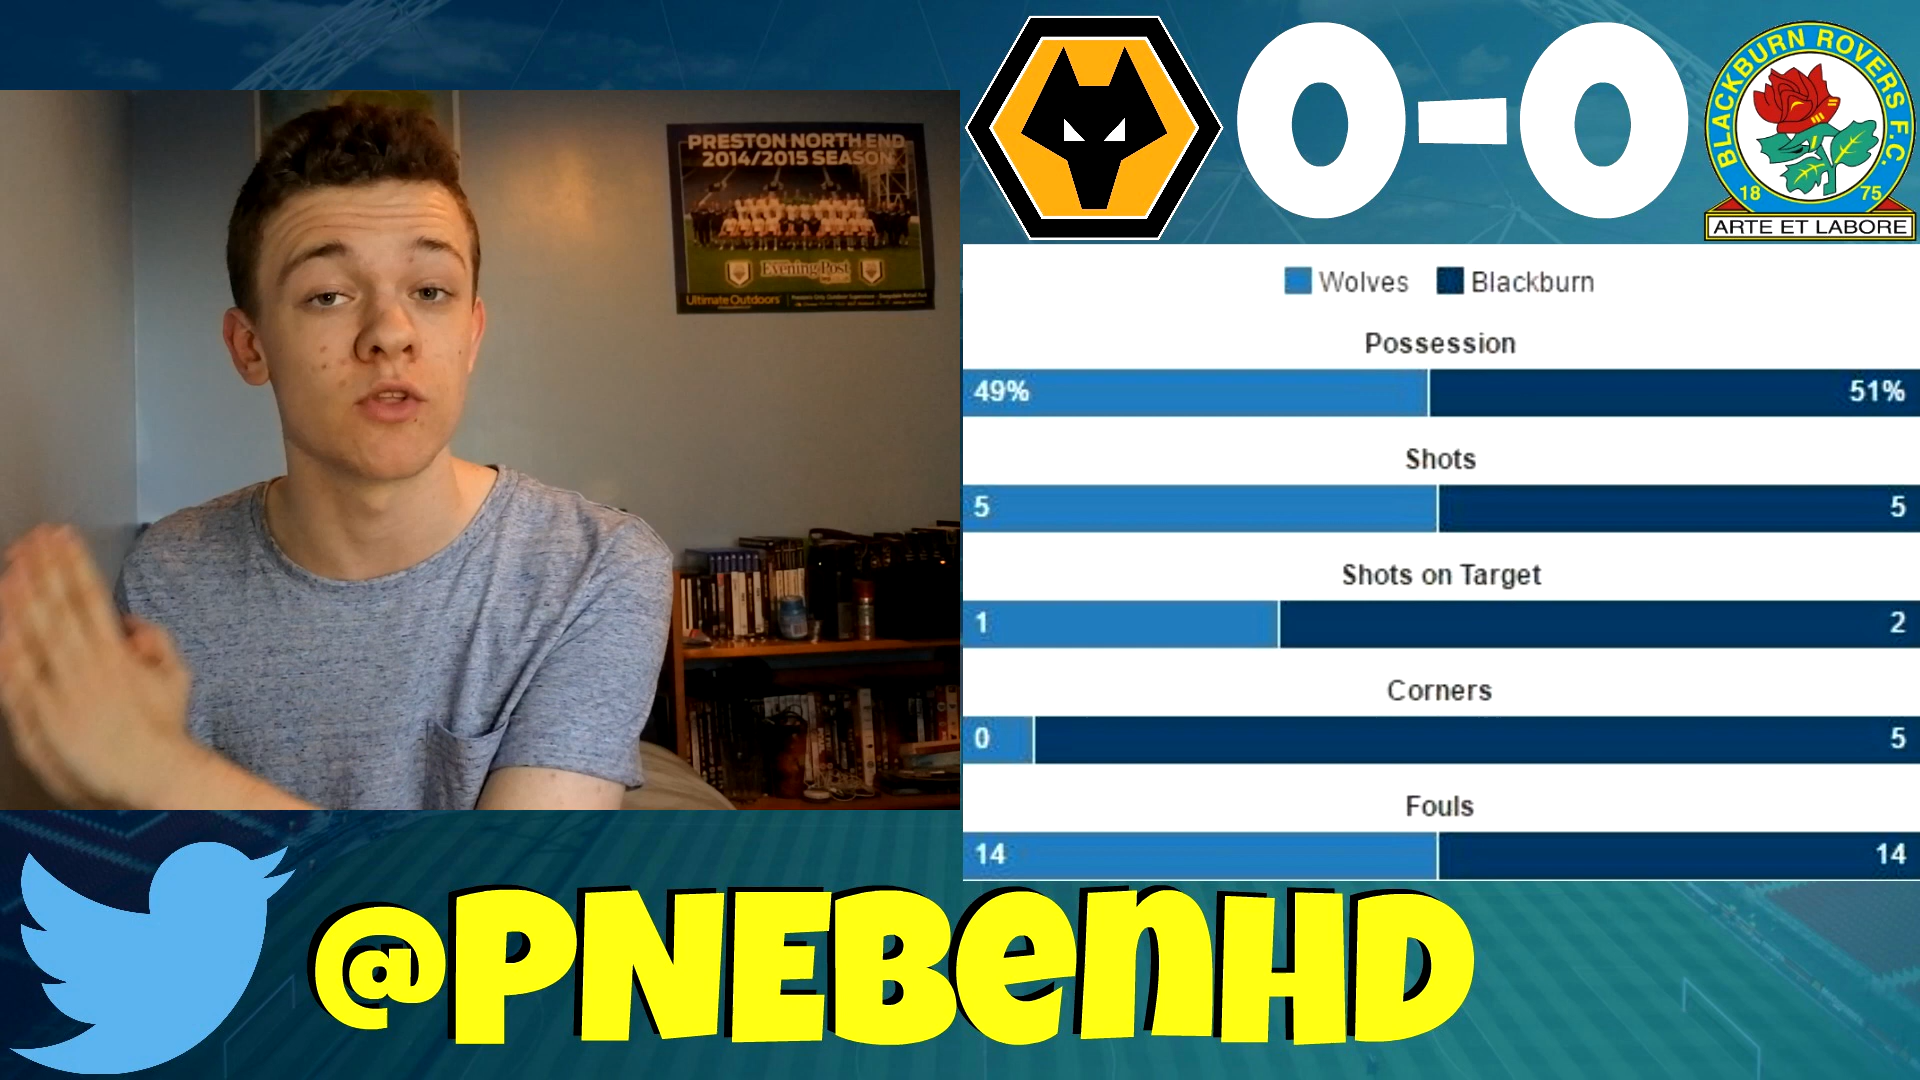 0-0
BLACKBURN ROVERS F.C.
18 75
ARTE ET LABORE
PRESTON NORTH END
2014/2015 SEASON
Evening Post
Ultimate Outdoors
Wolves Blackburn
Possession
49% 51%
Shots
5 5
Shots on Target
1 2
Corners
0 5
Fouls
14 14
@PNEBenHD